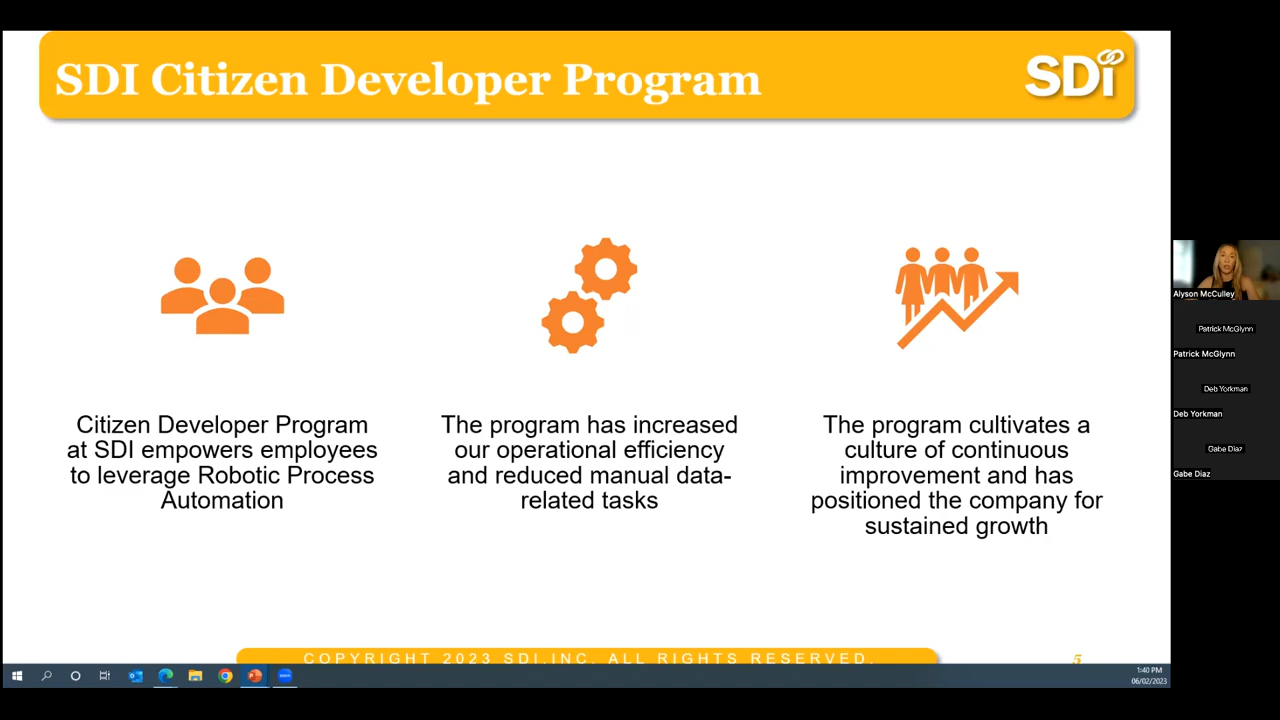 SDI Citizen Developer Program
SDi
Citizen Developer Program
at SDI empowers employees
to leverage Robotic Process
Automation
The program has increased
our operational efficiency
and reduced manual data-
related tasks
The program cultivates a
culture of continuous
improvement and has
positioned the company for
sustained growth
COPYRIGHT 2023 SDI,INC. ALL RIGHTS RESERVED.
5
Alyson McCulley
Patrick McGlynn
Patrick McGlynn
Deb Yorkman
Deb Yorkman
Gabe Diaz
Gabe Diaz
1:40 PM
06/02/2023